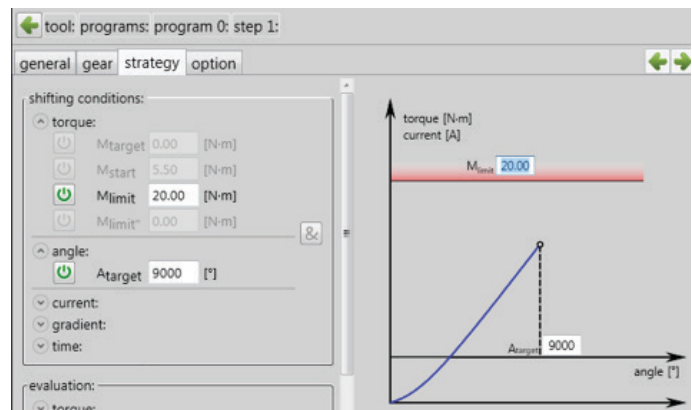 tool: programs: program 0: step 1:
general gear strategy option
shifting conditions:
torque:
Mtarget 0.00 [N·m]
Mstart 5.50 [N·m]
Mlimit 20.00 [N·m]
Mlimit- 0.00 [N·m]
&
angle:
Atarget 9000 [°]
current:
gradient:
time:
evaluation:
torque:
torque [N·m]
current [A]
Mlimit 20.00
Atarget 9000
angle [°]